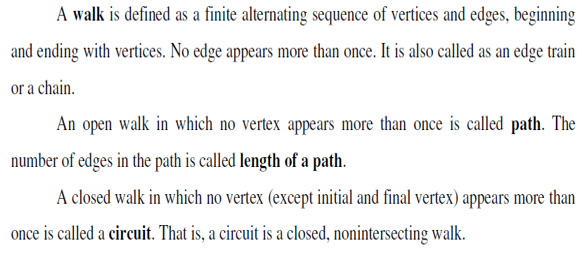 A walk is defined as a finite alternating sequence of vertices and edges, beginning
and ending with vertices. No edge appears more than once. It is also called as an edge train
or a chain.
An open walk in which no vertex appears more than once is called path. The
number of edges in the path is called length of a path.
A closed walk in which no vertex (except initial and final vertex) appears more than
once is called a circuit. That is, a circuit is a closed, nonintersecting walk.